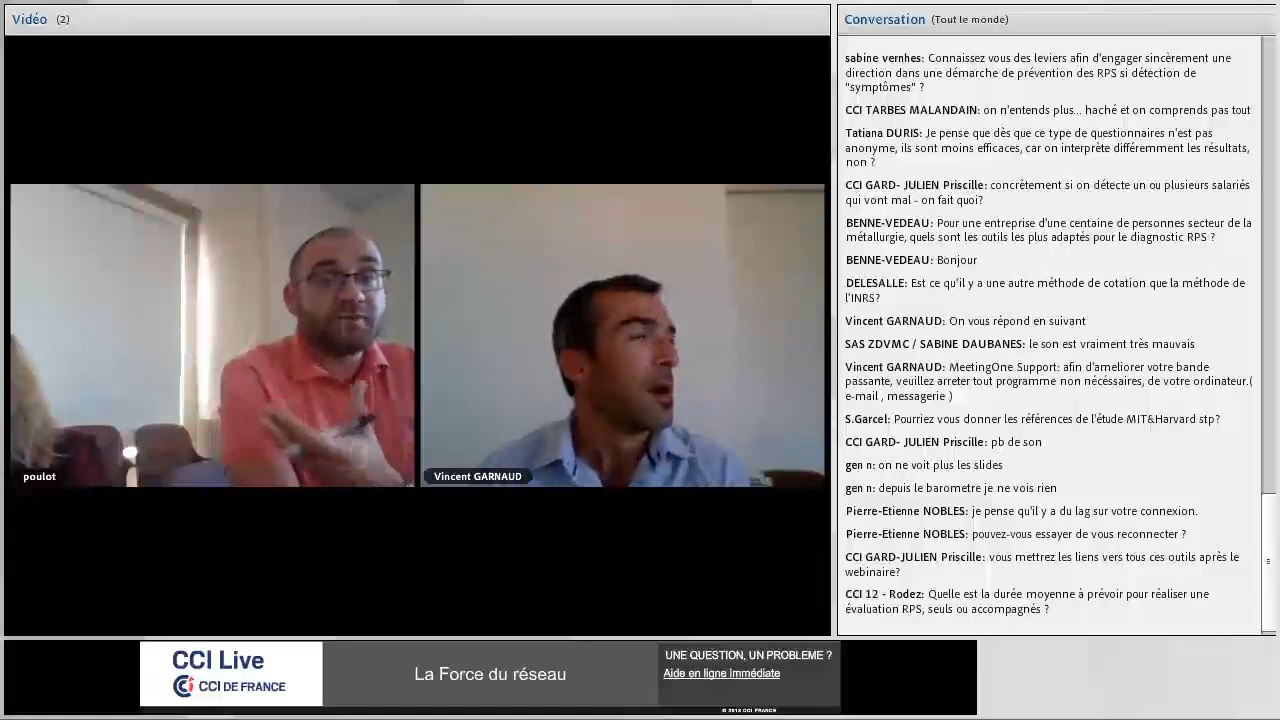 Vidéo (2)
poulot
Vincent GARNAUD
Conversation (Tout le monde)
sabine vernhes: Connaissez vous des leviers afin d'engager sincèrement une
direction dans une démarche de prévention des RPS si détection de
"symptômes" ?
CCI TARBES MALANDAIN: on n'entends plus... haché et on comprends pas tout
Tatiana DURIS: Je pense que dès que ce type de questionnaires n'est pas
anonyme, ils sont moins efficaces, car on interprète différemment les résultats,
non ?
CCI GARD- JULIEN Priscille: concrètement si on détecte un ou plusieurs salariés
qui vont mal - on fait quoi?
BENNE-VEDEAU: Pour une entreprise d'une centaine de personnes secteur de la
métallurgie, quels sont les outils les plus adaptés pour le diagnostic RPS ?
BENNE-VEDEAU: Bonjour
DELESALLE: Est ce qu'il y a une autre méthode de cotation que la méthode de
l'INRS?
Vincent GARNAUD: On vous répond en suivant
SAS ZDVMC / SABINE DAUBANES: le son est vraiment très mauvais
Vincent GARNAUD: MeetingOne Support: afin d'ameliorer votre bande
passante, veuillez arreter tout programme non nécéssaires, de votre ordinateur.(
e-mail , messagerie )
S.Garcel: Pourriez vous donner les références de l'étude MIT&Harvard stp?
CCI GARD- JULIEN Priscille: pb de son
gen n: on ne voit plus les slides
gen n: depuis le barometre je ne vois rien
Pierre-Etienne NOBLES: je pense qu'il y a du lag sur votre connexion.
Pierre-Etienne NOBLES: pouvez-vous essayer de vous reconnecter ?
CCI GARD-JULIEN Priscille: vous mettrez les liens vers tous ces outils après le
webinaire?
CCI 12 - Rodez: Quelle est la durée moyenne à prévoir pour réaliser une
évaluation RPS, seuls ou accompagnés ?
CCI Live
CCI DE FRANCE
La Force du réseau
UNE QUESTION, UN PROBLEME ?
Aide en ligne immédiate
© 2013 CCI FRANCE